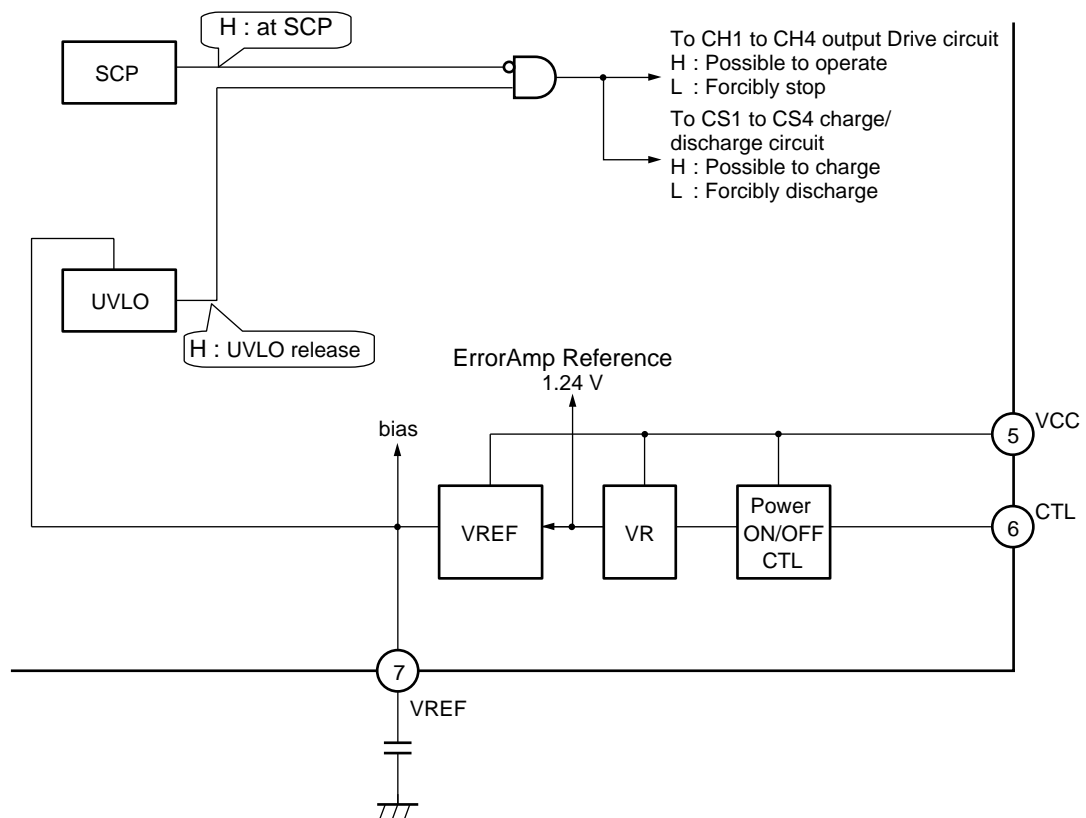 H : at SCP
SCP
To CH1 to CH4 output Drive circuit
H : Possible to operate
L : Forcibly stop
To CS1 to CS4 charge/
discharge circuit
H : Possible to charge
L : Forcibly discharge
UVLO
H : UVLO release
ErrorAmp Reference
1.24 V
bias
5
VCC
VREF
VR
Power
ON/OFF
CTL
6
CTL
7
VREF